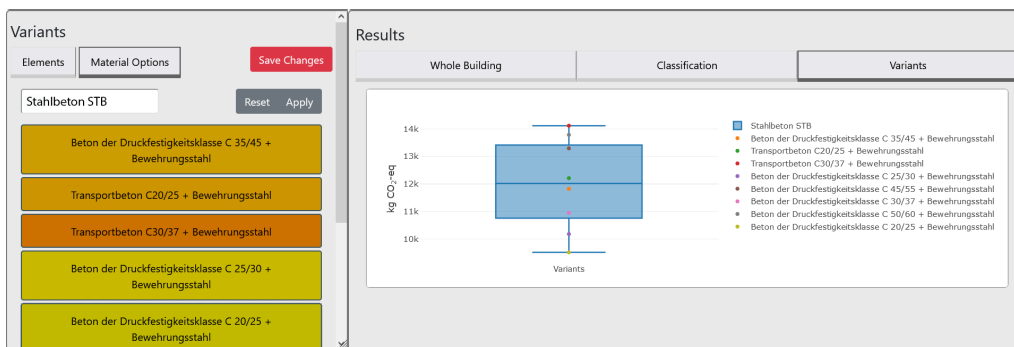 Variants
Elements
Material Options
Save Changes
Stahlbeton STB
Reset
Apply
Beton der Druckfestigkeitsklasse C 35/45 +
Bewehrungsstahl
Transportbeton C20/25 + Bewehrungsstahl
Transportbeton C30/37 + Bewehrungsstahl
Beton der Druckfestigkeitsklasse C 25/30 +
Bewehrungsstahl
Beton der Druckfestigkeitsklasse C 20/25 +
Bewehrungsstahl
Results
Whole Building
Classification
Variants
14k
13k
12k
11k
10k
kg CO₂-eq
Variants
Stahlbeton STB
Beton der Druckfestigkeitsklasse C 35/45 + Bewehrungsstahl
Transportbeton C20/25 + Bewehrungsstahl
Transportbeton C30/37 + Bewehrungsstahl
Beton der Druckfestigkeitsklasse C 25/30 + Bewehrungsstahl
Beton der Druckfestigkeitsklasse C 45/55 + Bewehrungsstahl
Beton der Druckfestigkeitsklasse C 30/37 + Bewehrungsstahl
Beton der Druckfestigkeitsklasse C 50/60 + Bewehrungsstahl
Beton der Druckfestigkeitsklasse C 20/25 + Bewehrungsstahl